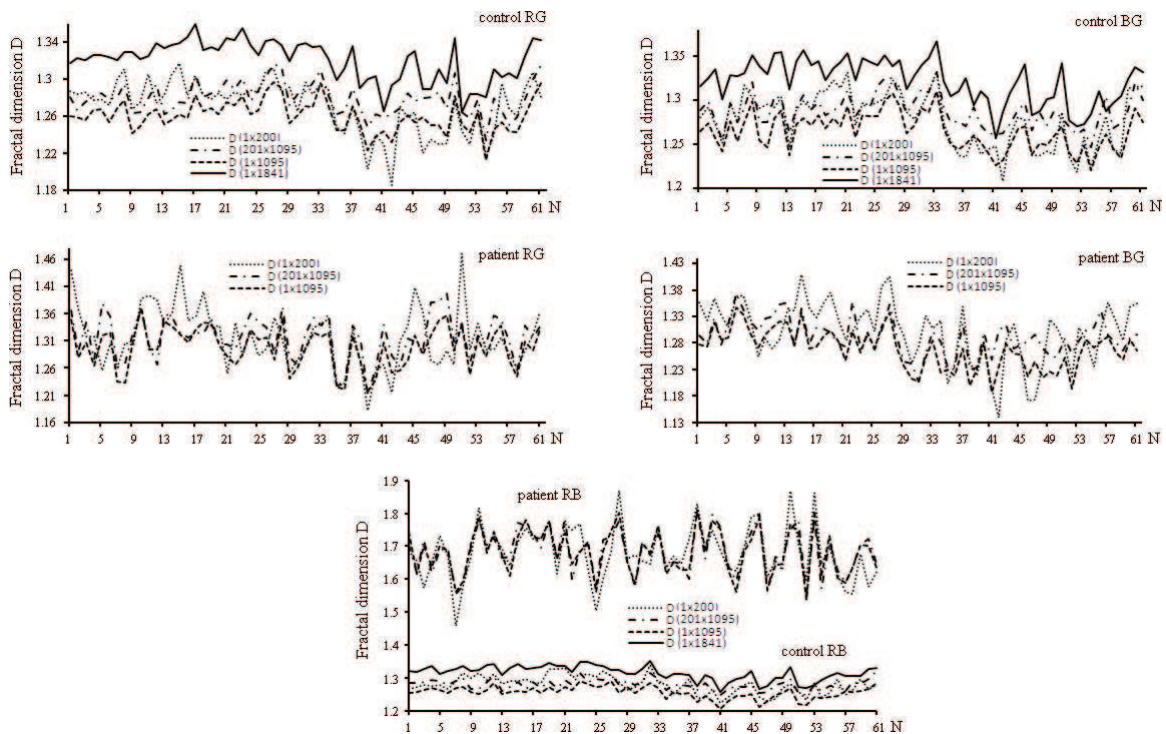 control RG
Fractal dimension D
1.34
1.3
1.26
1.22
1.18
D (1x200)
D (201x1095)
D (1x1095)
D (1x1841)
1 5 9 13 17 21 25 29 33 37 41 45 49 53 57 61 N
control BG
Fractal dimension D
1.35
1.3
1.25
1.2
D (1x200)
D (201x1095)
D (1x1095)
D (1x1841)
1 5 9 13 17 21 25 29 33 37 41 45 49 53 57 61 N
patient RG
Fractal dimension D
1.46
1.41
1.36
1.31
1.26
1.21
1.16
D (1x200)
D (201x1095)
D (1x1095)
1 5 9 13 17 21 25 29 33 37 41 45 49 53 57 61 N
patient BG
Fractal dimension D
1.43
1.38
1.33
1.28
1.23
1.18
1.13
D (1x200)
D (201x1095)
D (1x1095)
1 5 9 13 17 21 25 29 33 37 41 45 49 53 57 61 N
patient RB
Fractal dimension D
1.9
1.8
1.7
1.6
1.5
1.4
1.3
1.2
D (1x200)
D (201x1095)
D (1x1095)
D (1x1841)
control RB
1 5 9 13 17 21 25 29 33 37 41 45 49 53 57 61 N